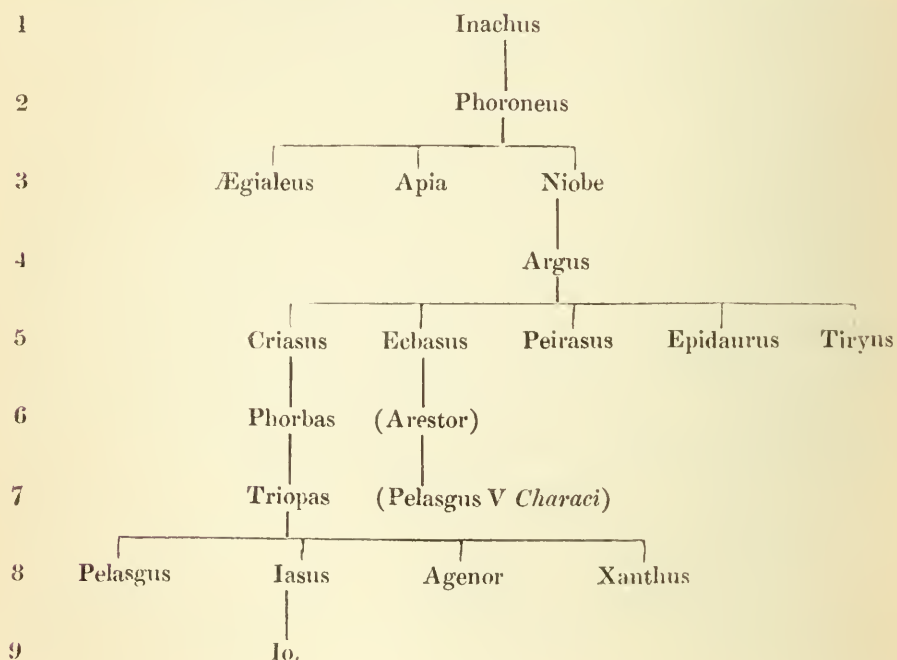 1 Inachus
2 Phoroneus
3 Ægialeus Apia Niobe
4 Argus
5 Criasus Ecbasus Peirasus Epidaurus Tiryns
6 Phorbas (Arestor)
7 Triopas (Pelasgus V Characi)
8 Pelasgus Iasus Agenor Xanthus
9 Io.